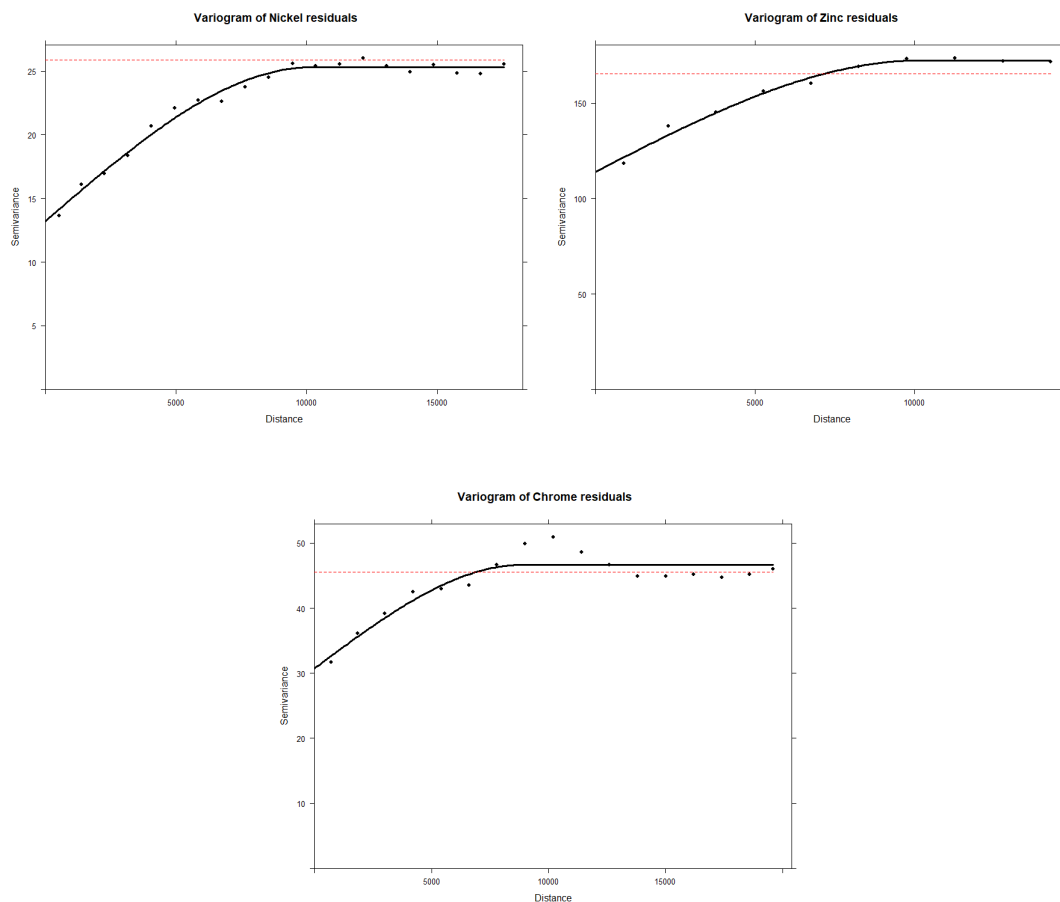 Variogram of Nickel residuals
25
20
15
10
5
Semivariance
5000 10000 15000
Distance
Variogram of Zinc residuals
150
100
50
Semivariance
5000 10000
Distance
Variogram of Chrome residuals
50
40
30
20
10
Semivariance
5000 10000 15000
Distance